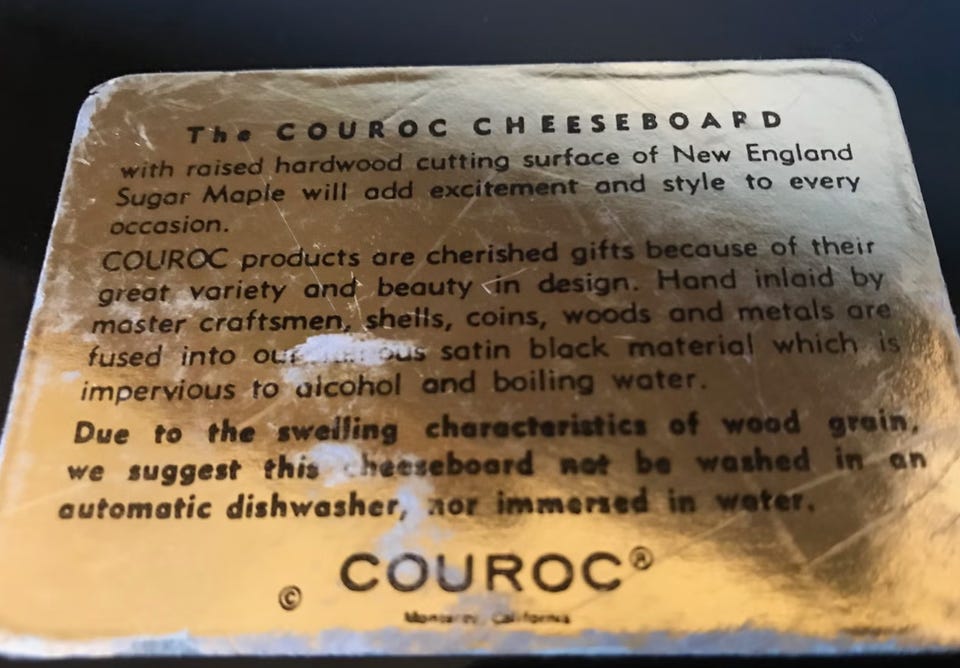 The COUROC CHEESEBOARD
with raised hardwood cutting surface of New England
Sugar Maple will add excitement and style to every
occasion.
COUROC products are cherished gifts because of their
great variety and beauty in design. Hand inlaid by
master craftsmen, shells, coins, woods and metals are
fused into our satin black material which is
impervious to alcohol and boiling water.
Due to the swelling characteristics of wood grain,
we suggest this cheeseboard not be washed in an
automatic dishwasher, nor immersed in water.
© COUROC®
Monterey, California